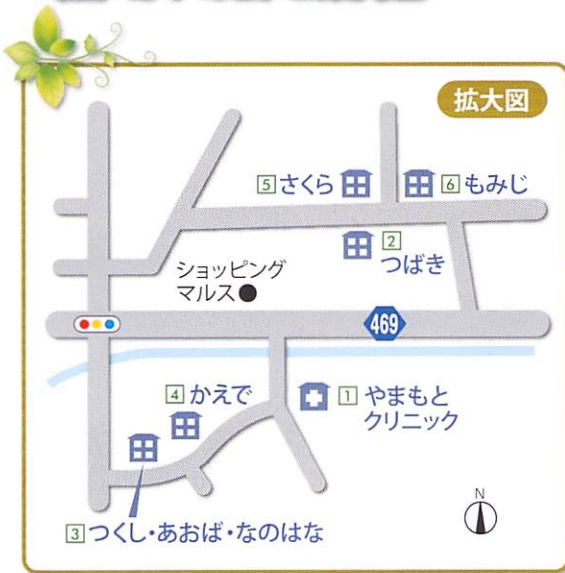 拡大図
5 さくら
6 もみじ
2
つばき
ショッピング
マルス●
469
4 かえで
1 やまもと
クリニック
3 つくし・あおば・なのはな
N